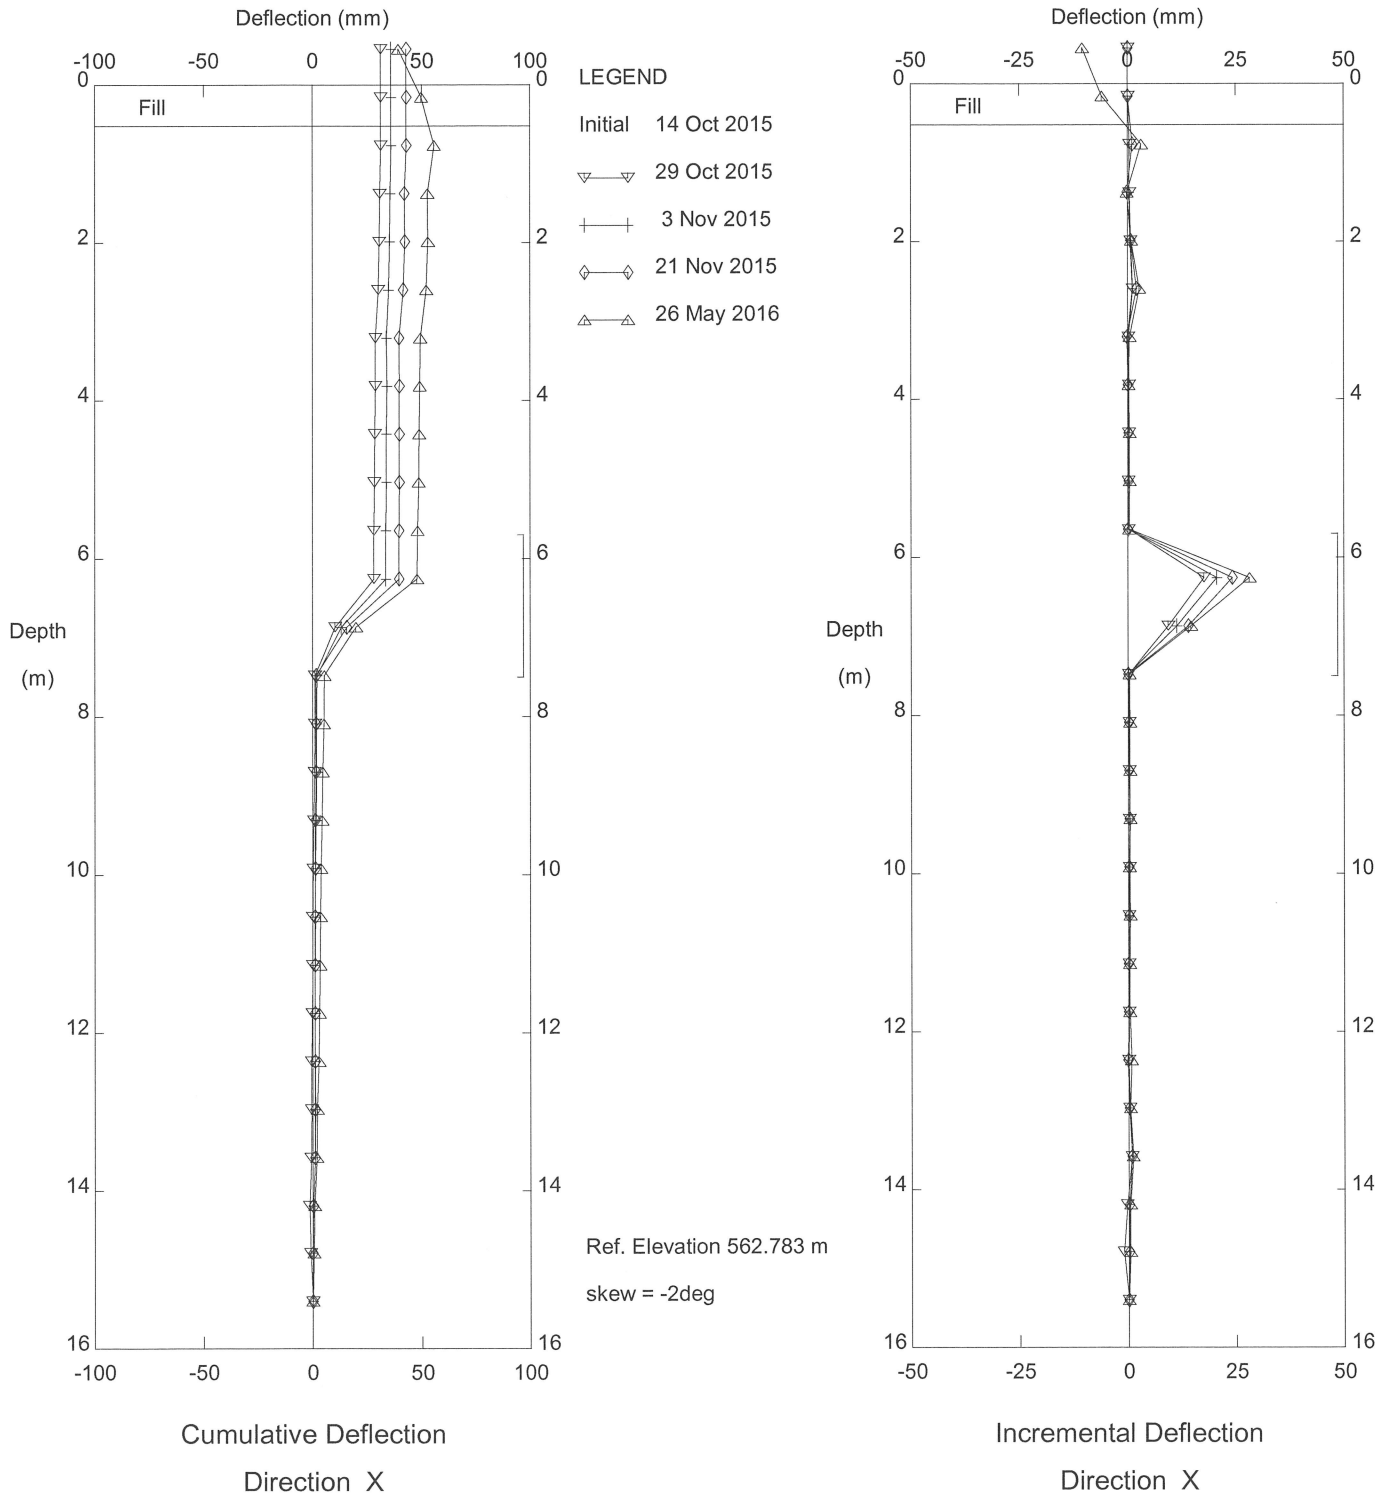 Deflection (mm)
-100 -50 0 50 100
0 0
Fill
2 2
4 4
6 6
Depth
(m)
8 8
10 10
12 12
14 14
16 16
-100 -50 0 50 100
Cumulative Deflection
Direction X
LEGEND
Initial 14 Oct 2015
29 Oct 2015
3 Nov 2015
21 Nov 2015
26 May 2016
Ref. Elevation 562.783 m
skew = -2deg
Deflection (mm)
-50 -25 0 25 50
0 0
Fill
2 2
4 4
6 6
Depth
(m)
8 8
10 10
12 12
14 14
16 16
-50 -25 0 25 50
Incremental Deflection
Direction X